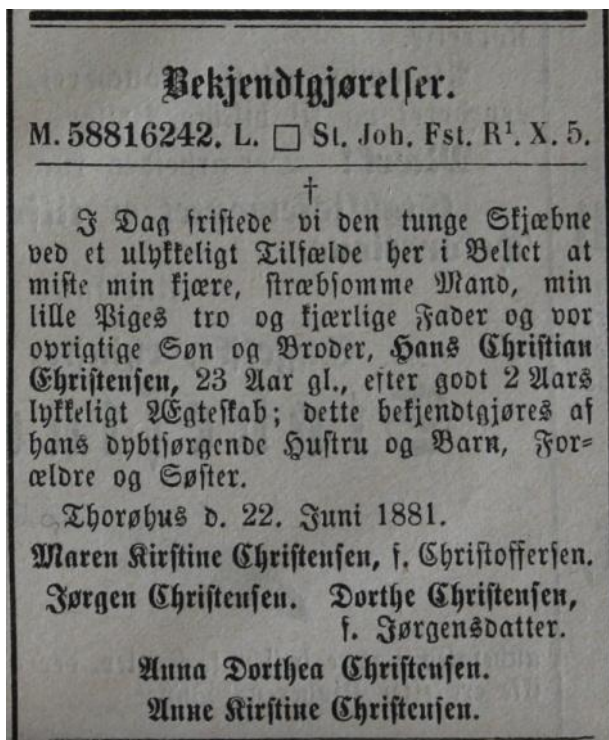 Bekjendtgjørelser.
M. 58816242. L. □ St. Joh. Fst. R¹. X. 5.
†
I Dag fristede vi den tunge Skjæbne
ved et ulykkeligt Tilfælde her i Beltet at
miste min kjære, stræbsomme Mand, min
lille Piges tro og kjærlige Fader og vor
oprigtige Søn og Broder, Hans Christian
Christensen, 23 Aar gl., efter godt 2 Aars
lykkeligt Ægteskab; dette bekjendtgjøres af
hans dybtsørgende Hustru og Barn, For=
ældre og Søster.
Thorøhus d. 22. Juni 1881.
Maren Kirstine Christensen, f. Christoffersen.
Jørgen Christensen. Dorthe Christensen,
f. Jørgensdatter.
Anna Dorthea Christensen.
Anne Kirstine Christensen.